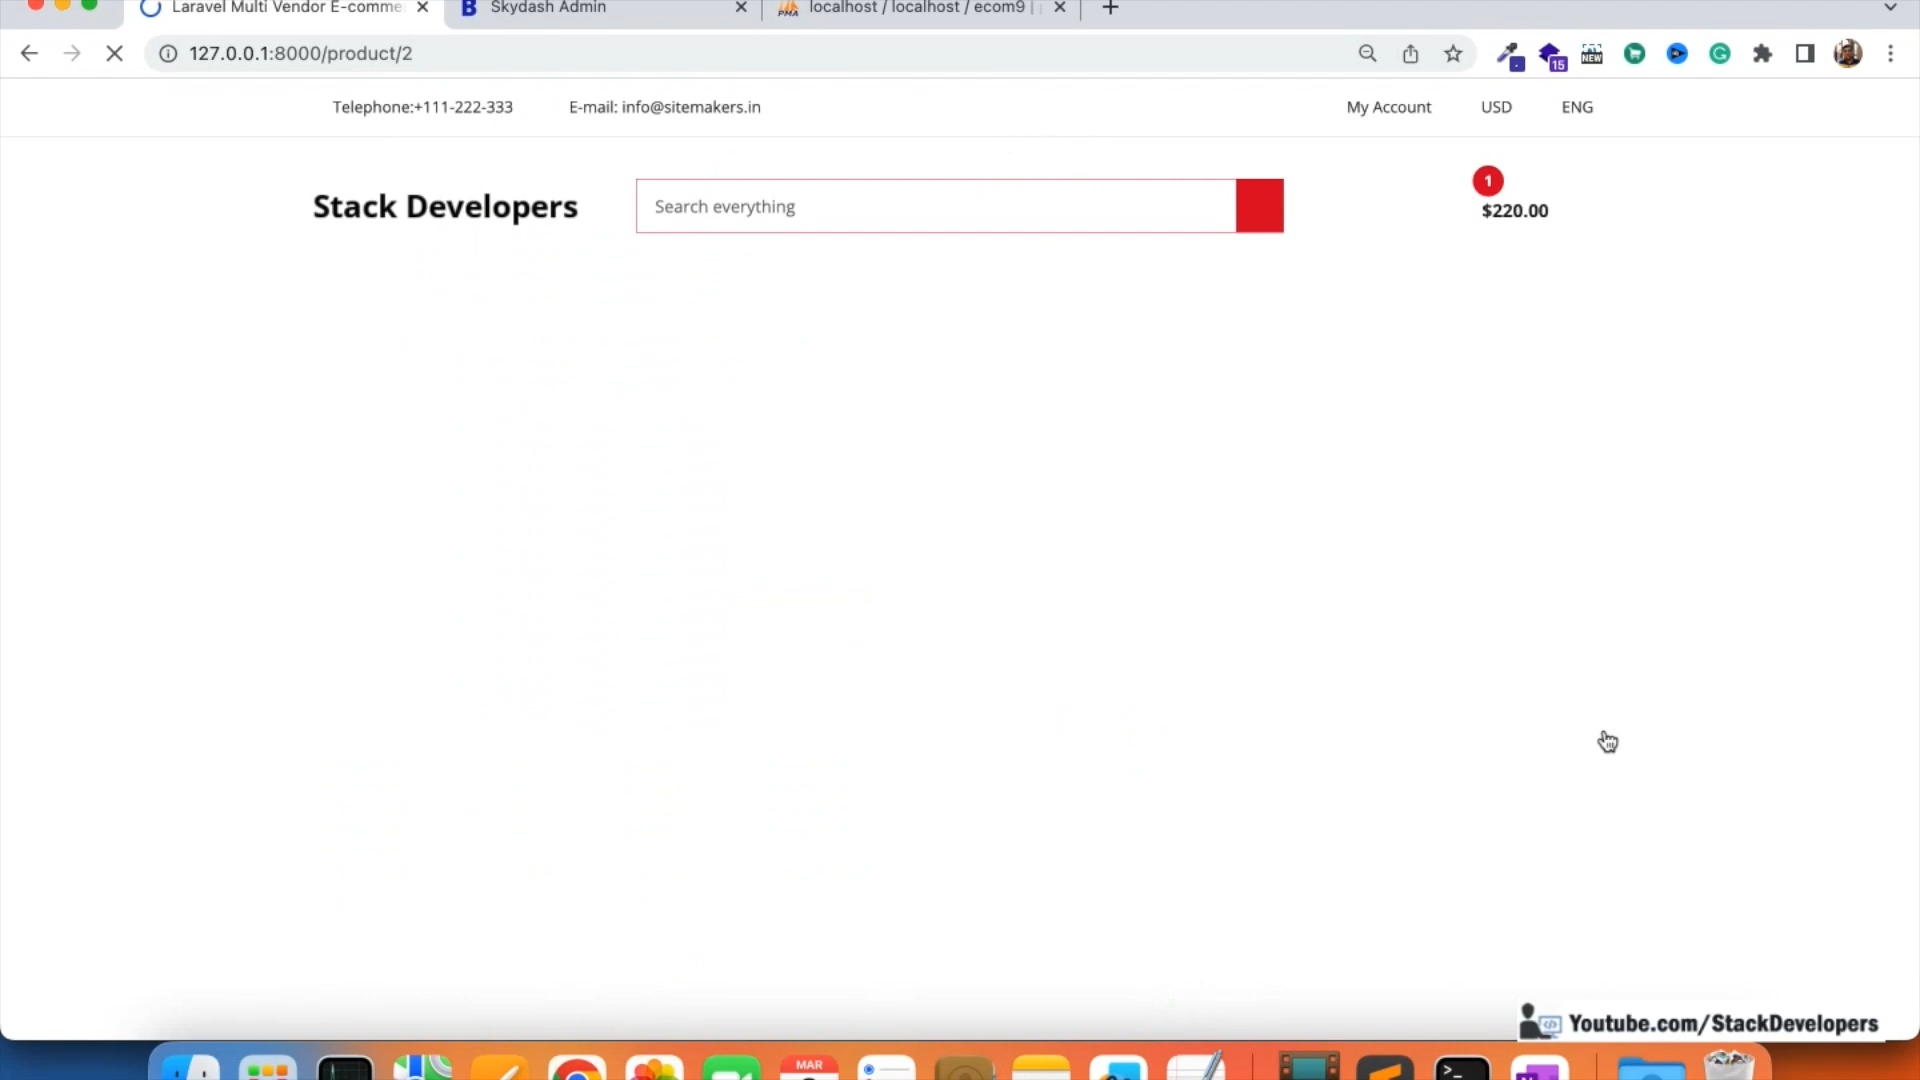 Laravel Multi Vendor E-comme
Skydash Admin
localhost / localhost / ecom9 |
127.0.0.1:8000/product/2
15
NEW
Telephone:+111-222-333
E-mail: info@sitemakers.in
My Account
USD
ENG
Stack Developers
Search everything
1
$220.00
Youtube.com/StackDevelopers
MAR